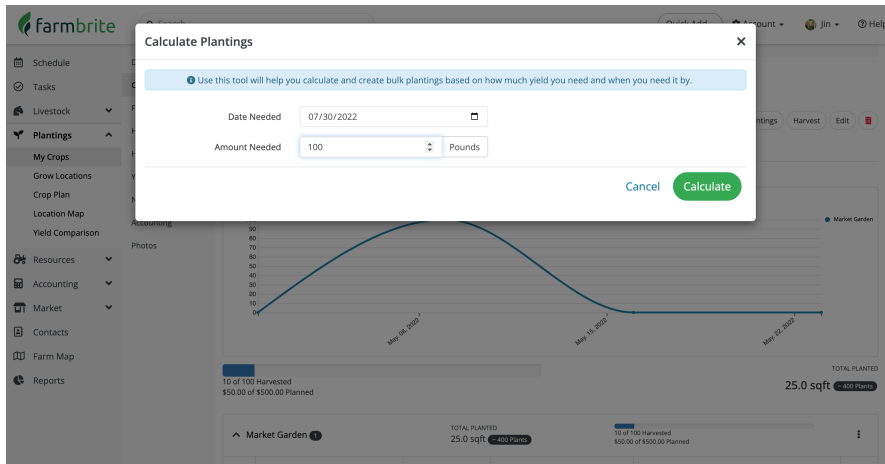 farmbrite
Search
Quick Add
Account
Jin
Help
Calculate Plantings
×
Use this tool will help you calculate and create bulk plantings based on how much yield you need and when you need it by.
Date Needed
07/30/2022
Amount Needed
100
Pounds
Cancel
Calculate
Schedule
Tasks
Livestock
Plantings
My Crops
Grow Locations
Crop Plan
Location Map
Yield Comparison
Resources
Accounting
Market
Contacts
Farm Map
Reports
Accounting
Photos
ntings
Harvest
Edit
Market Garden
90
80
70
60
50
40
30
20
10
0
May. 08, 2022
May. 15, 2022
May. 22, 2022
10 of 100 Harvested
$50.00 of $500.00 Planned
TOTAL PLANTED
25.0 sqft ~400 Plants
Market Garden 1
TOTAL PLANTED
25.0 sqft ~400 Plants
10 of 100 Harvested
$50.00 of $500.00 Planned